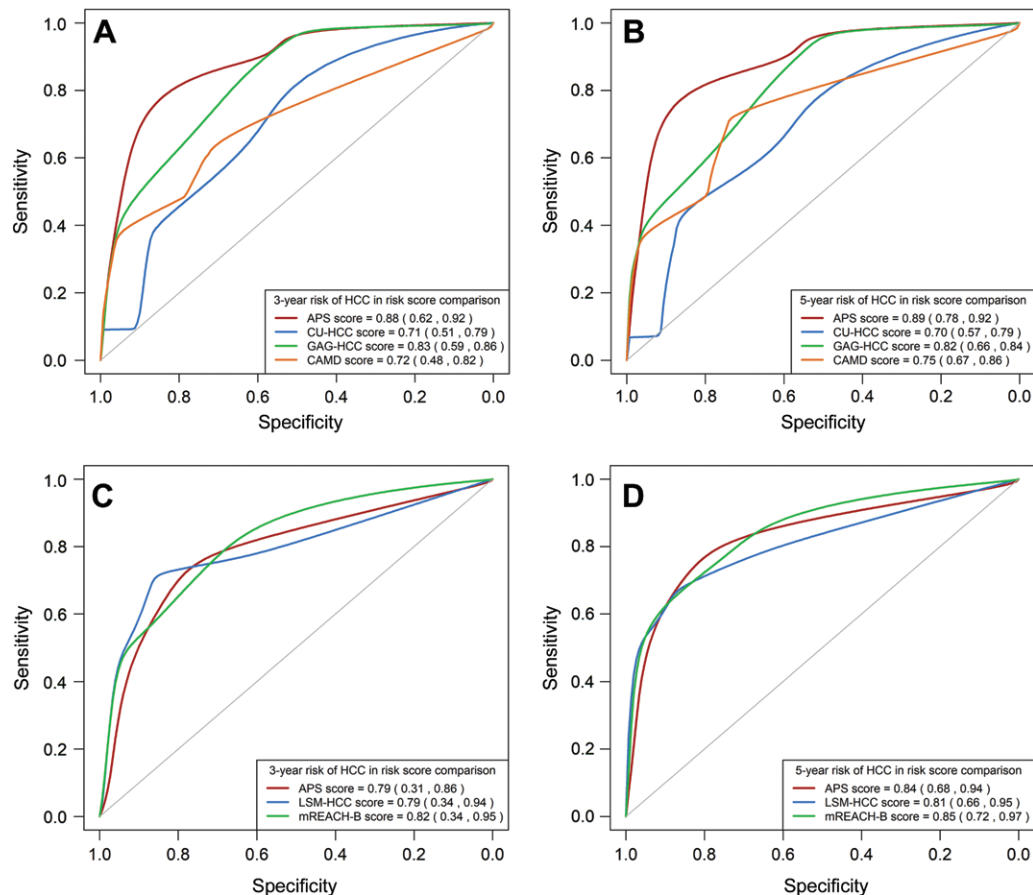 A
1.0
0.8
0.6
0.4
0.2
0.0
Sensitivity
3-year risk of HCC in risk score comparison
APS score = 0.88 ( 0.62 , 0.92 )
CU-HCC score = 0.71 ( 0.51 , 0.79 )
GAG-HCC score = 0.83 ( 0.59 , 0.86 )
CAMD score = 0.72 ( 0.48 , 0.82 )
1.0 0.8 0.6 0.4 0.2 0.0
Specificity
B
1.0
0.8
0.6
0.4
0.2
0.0
Sensitivity
5-year risk of HCC in risk score comparison
APS score = 0.89 ( 0.78 , 0.92 )
CU-HCC score = 0.70 ( 0.57 , 0.79 )
GAG-HCC score = 0.82 ( 0.66 , 0.84 )
CAMD score = 0.75 ( 0.67 , 0.86 )
1.0 0.8 0.6 0.4 0.2 0.0
Specificity
C
1.0
0.8
0.6
0.4
0.2
0.0
Sensitivity
3-year risk of HCC in risk score comparison
APS score = 0.79 ( 0.31 , 0.86 )
LSM-HCC score = 0.79 ( 0.34 , 0.94 )
mREACH-B score = 0.82 ( 0.34 , 0.95 )
1.0 0.8 0.6 0.4 0.2 0.0
Specificity
D
1.0
0.8
0.6
0.4
0.2
0.0
Sensitivity
5-year risk of HCC in risk score comparison
APS score = 0.84 ( 0.68 , 0.94 )
LSM-HCC score = 0.81 ( 0.66 , 0.95 )
mREACH-B score = 0.85 ( 0.72 , 0.97 )
1.0 0.8 0.6 0.4 0.2 0.0
Specificity